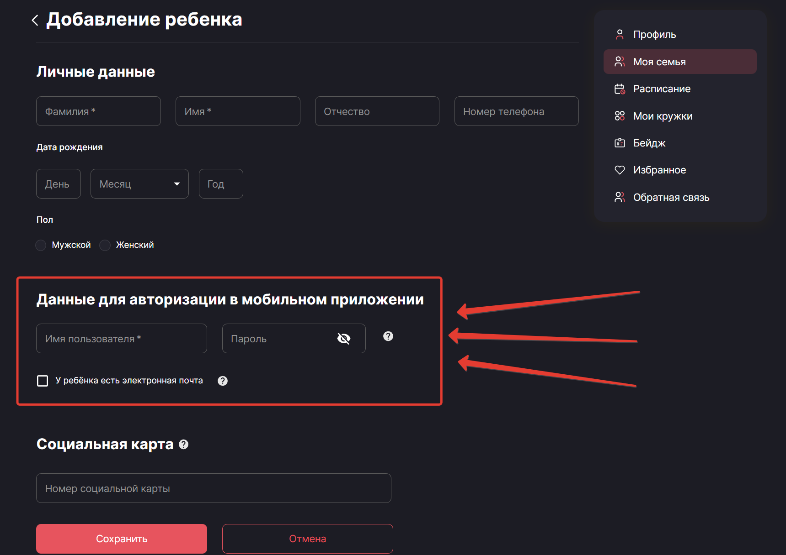 Добавление ребенка
Личные данные
Фамилия * Имя * Отчество Номер телефона
Дата рождения
День Месяц Год
Пол
Мужской Женский
Данные для авторизации в мобильном приложении
Имя пользователя * Пароль
У ребёнка есть электронная почта
Социальная карта
Номер социальной карты
Сохранить Отмена
Профиль
Моя семья
Расписание
Мои кружки
Бейдж
Избранное
Обратная связь